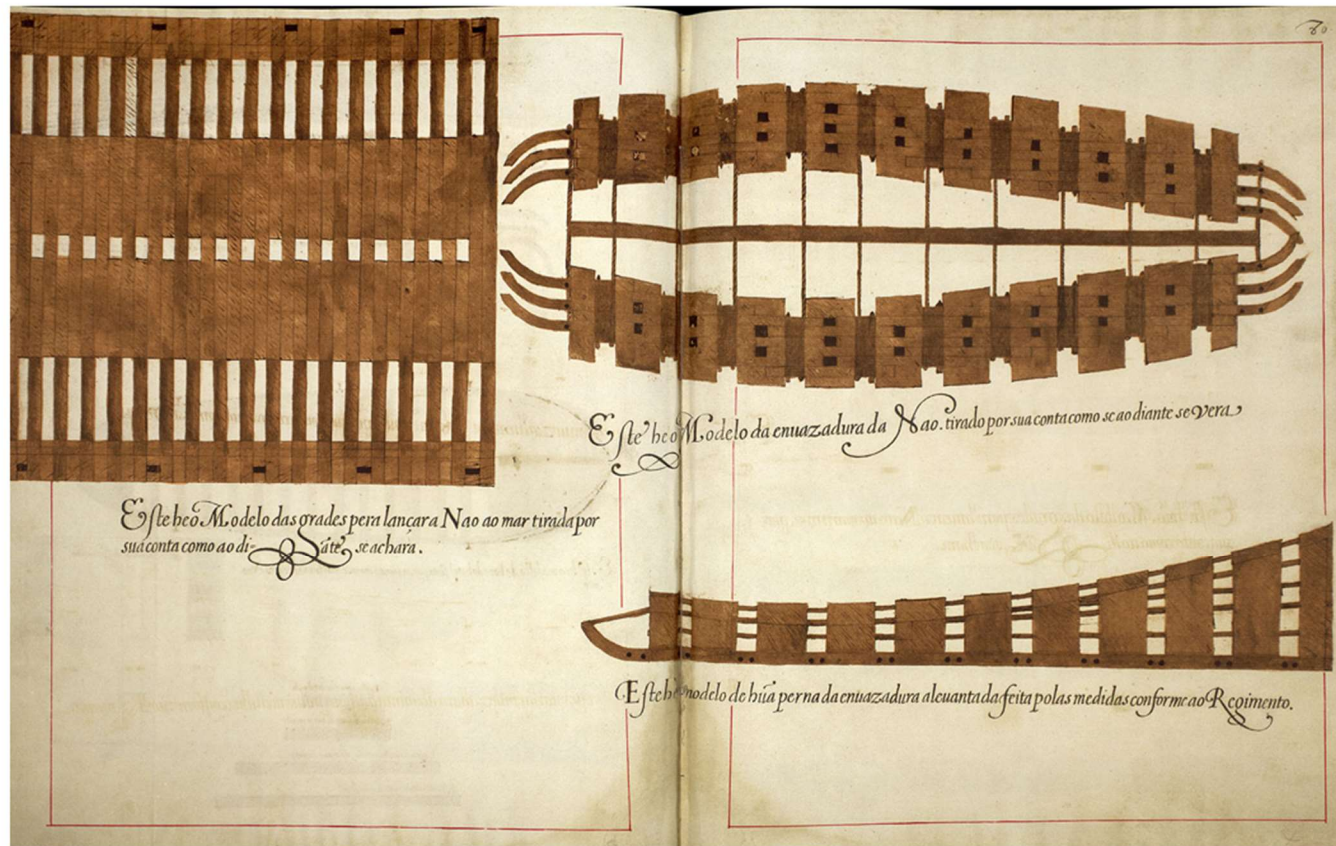 80
Este he o Modelo da enuazadura da Nao. tirado por sua conta como se ao diante se vera
Este he o Modelo das grades pera lançar a Nao ao mar tirada por
sua conta como ao diãte se achará.
Este he modelo de hũa perna da enuazadura aleuantada feita polas medidas conforme ao Regimento.